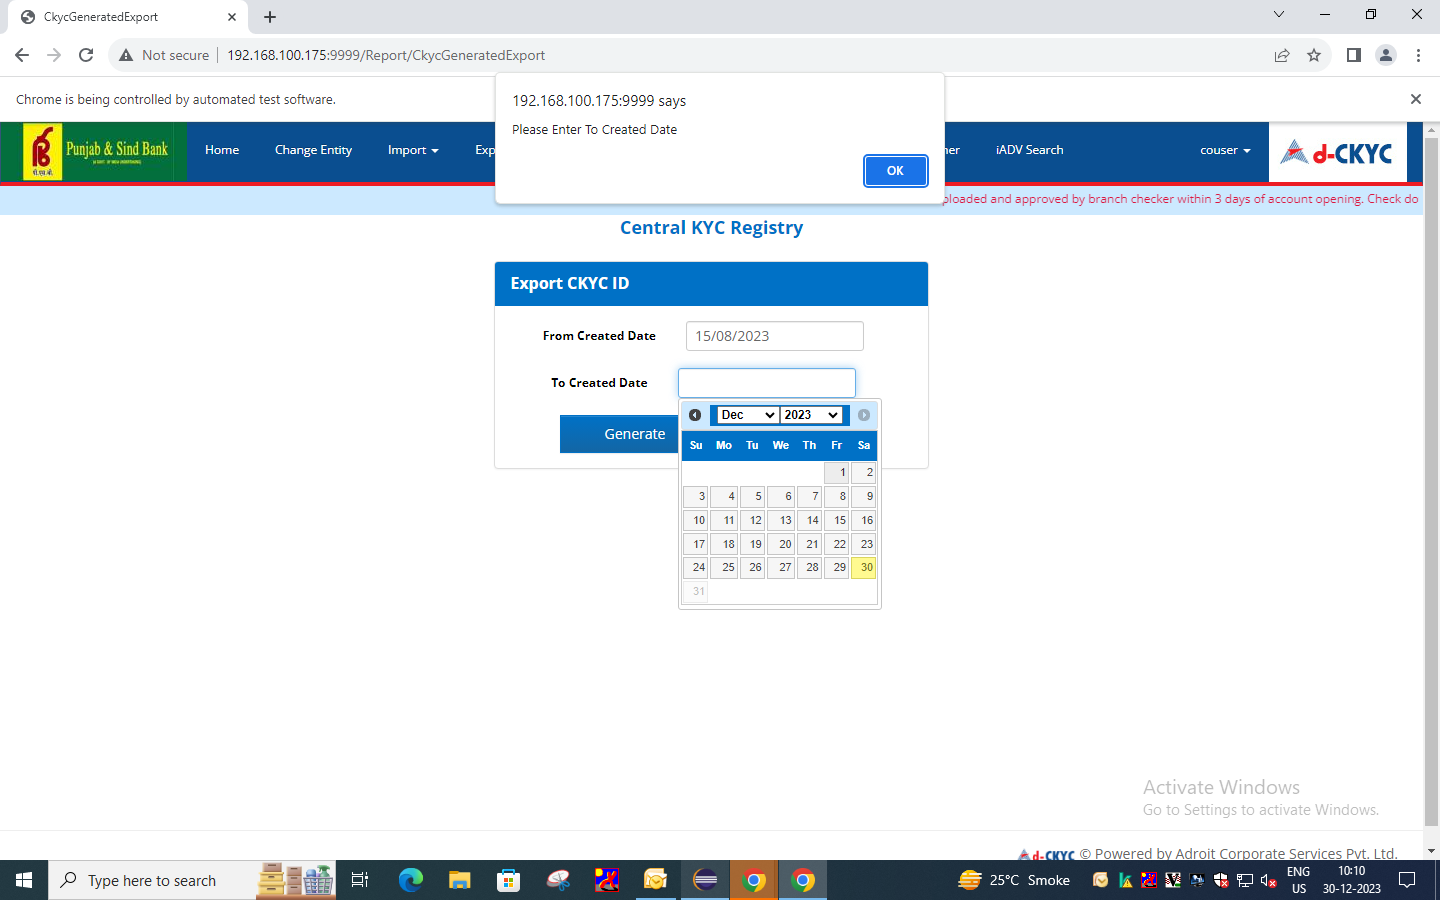 CkycGeneratedExport
Not secure
192.168.100.175:9999/Report/CkycGeneratedExport
Chrome is being controlled by automated test software.
192.168.100.175:9999 says
Please Enter To Created Date
OK
Punjab & Sind Bank
Home
Change Entity
Import
Exp
ner
iADV Search
couser
d-CKYC
ploaded and approved by branch checker within 3 days of account opening. Check do
Central KYC Registry
Export CKYC ID
From Created Date
15/08/2023
To Created Date
Generate
Dec 2023
Su Mo Tu We Th Fr Sa
1 2
3 4 5 6 7 8 9
10 11 12 13 14 15 16
17 18 19 20 21 22 23
24 25 26 27 28 29 30
31
Activate Windows
Go to Settings to activate Windows.
d-CKYC © Powered by Adroit Corporate Services Pvt. Ltd.
Type here to search
25°C Smoke
ENG
US
10:10
30-12-2023